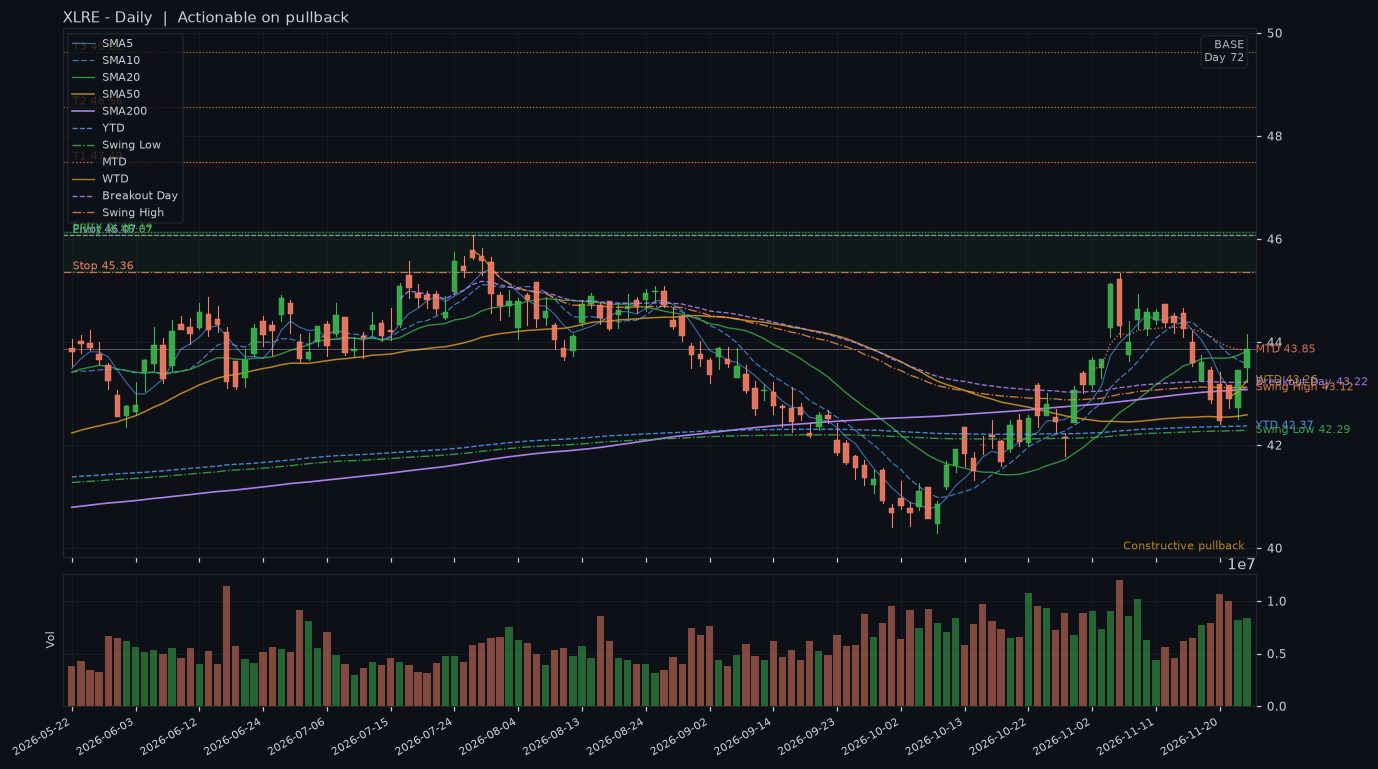 XLRE - Daily | Actionable on pullback
SMA5
SMA10
SMA20
SMA50
SMA200
YTD
Swing Low
MTD
WTD
Breakout Day
Swing High
BASE
Day 72
Stop 45.36
MTD 43.85
Breakout Day 43.22
Swing High 43.12
YTD 42.37
Swing Low 42.29
Constructive pullback
50
48
46
44
42
40
1e7
Vol
1.0
0.5
0.0
2026-05-22
2026-06-03
2026-06-12
2026-06-24
2026-07-06
2026-07-15
2026-07-24
2026-08-04
2026-08-13
2026-08-24
2026-09-02
2026-09-14
2026-09-23
2026-10-02
2026-10-13
2026-10-22
2026-11-02
2026-11-11
2026-11-20